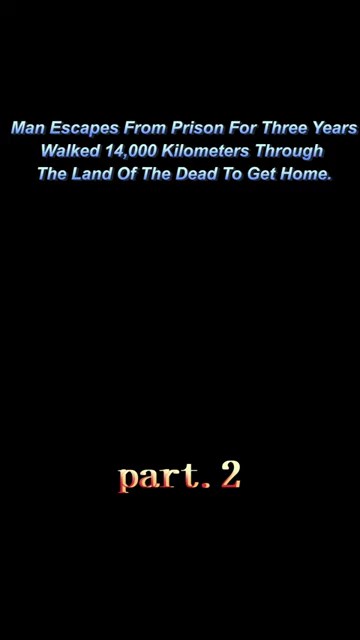 Man Escapes From Prison For Three Years
Walked 14,000 Kilometers Through
The Land Of The Dead To Get Home.
part.2